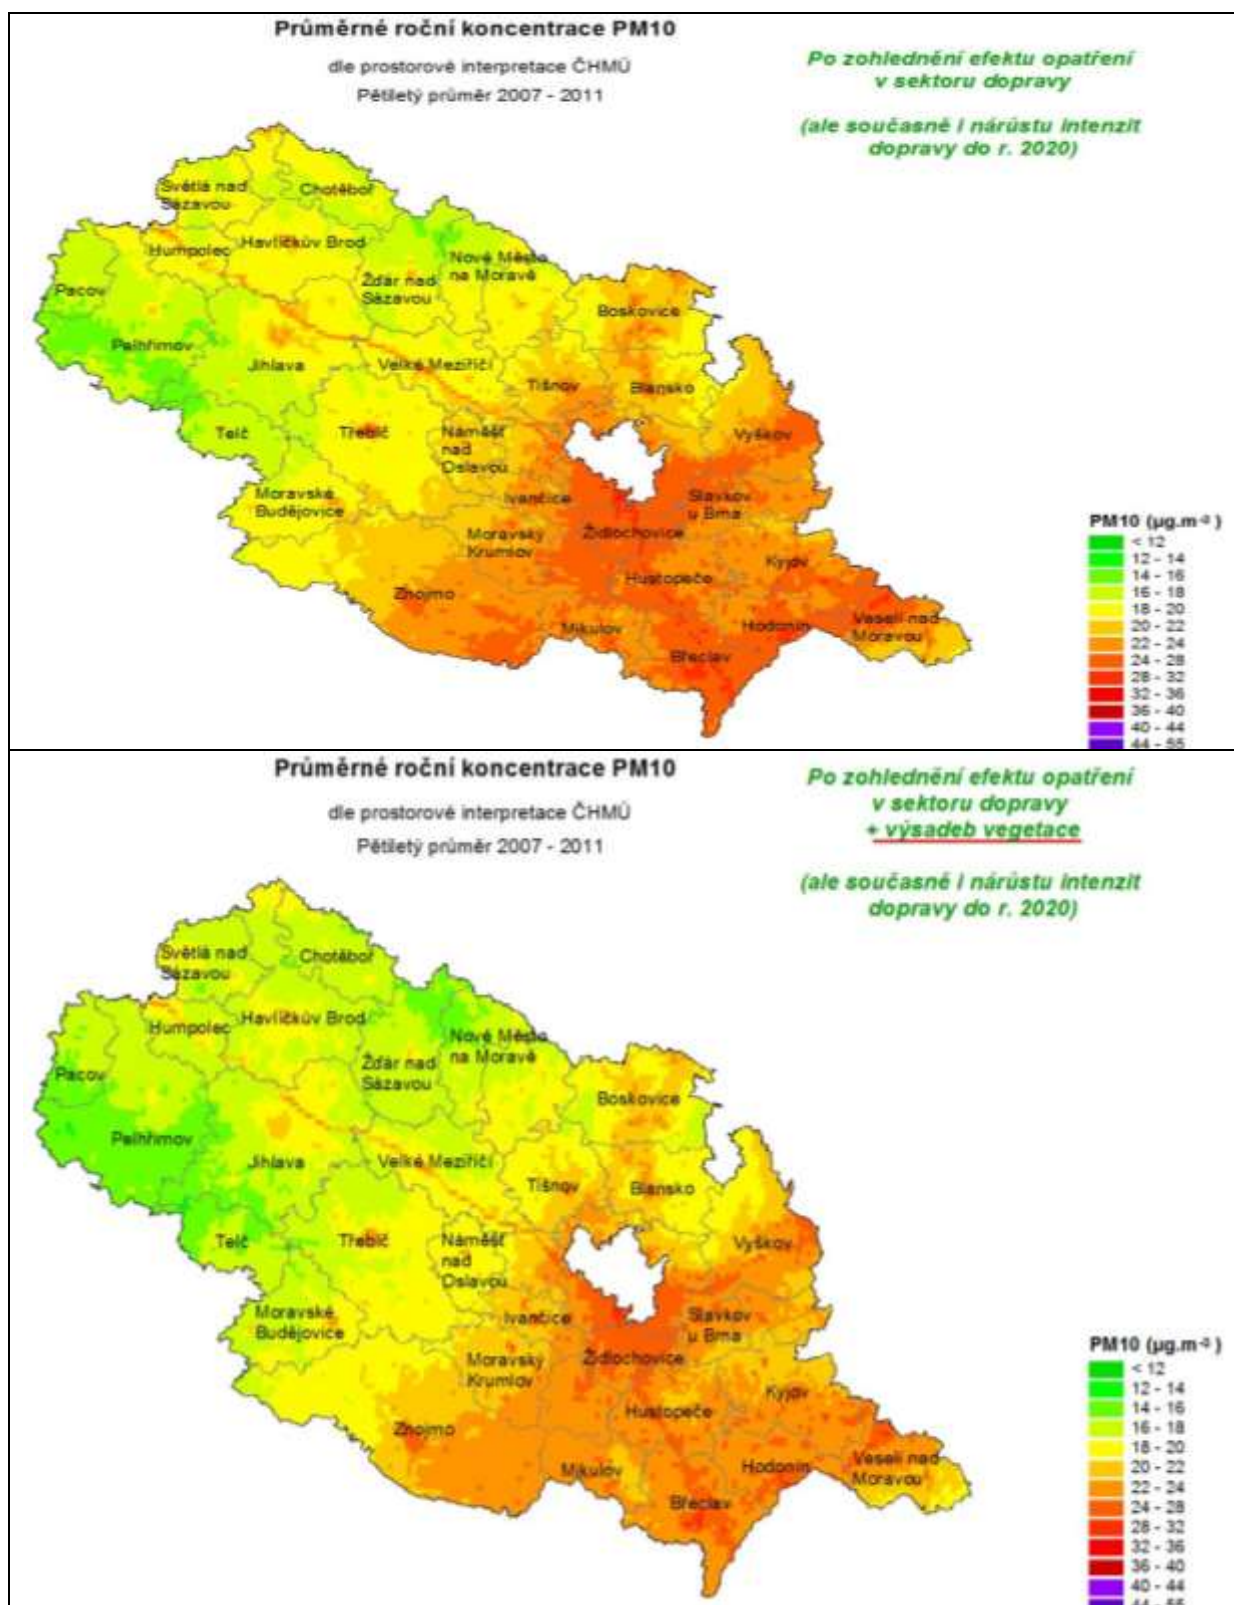 Průměrné roční koncentrace PM10
dle prostorové interpretace ČHMÚ
Pětiletý průměr 2007 - 2011
Po zohlednění efektu opatření
v sektoru dopravy
(ale současně i nárůstu intenzit
dopravy do r. 2020)
Světlá nad
Sázavou
Chotěboř
Humpolec
Havlíčkův Brod
Nové Město
na Moravě
Žďár nad
Sázavou
Pacov
Boskovice
Pelhřimov
Jihlava
Velké Meziříčí
Tišnov
Blansko
Telč
Třebíč
Náměšť
nad
Oslavou
Vyškov
Moravské
Budějovice
Ivančice
Slavkov
u Brna
Moravský
Krumlov
Židlochovice
Kyjov
Hustopeče
Znojmo
Mikulov
Hodonín
Veselí nad
Moravou
Břeclav
PM10 (µg.m-3 )
< 12
12 - 14
14 - 16
16 - 18
18 - 20
20 - 22
22 - 24
24 - 28
28 - 32
32 - 36
36 - 40
40 - 44
44 - 55
Průměrné roční koncentrace PM10
dle prostorové interpretace ČHMÚ
Pětiletý průměr 2007 - 2011
Po zohlednění efektu opatření
v sektoru dopravy
+ výsadeb vegetace
(ale současně i nárůstu intenzit
dopravy do r. 2020)
Světlá nad
Sázavou
Chotěboř
Humpolec
Havlíčkův Brod
Nové Město
na Moravě
Žďár nad
Sázavou
Pacov
Boskovice
Pelhřimov
Jihlava
Velké Meziříčí
Tišnov
Blansko
Telč
Třebíč
Náměšť
nad
Oslavou
Vyškov
Moravské
Budějovice
Ivančice
Slavkov
u Brna
Moravský
Krumlov
Židlochovice
Kyjov
Hustopeče
Znojmo
Mikulov
Hodonín
Veselí nad
Moravou
Břeclav
PM10 (µg.m-3 )
< 12
12 - 14
14 - 16
16 - 18
18 - 20
20 - 22
22 - 24
24 - 28
28 - 32
32 - 36
36 - 40
40 - 44
44 - 55